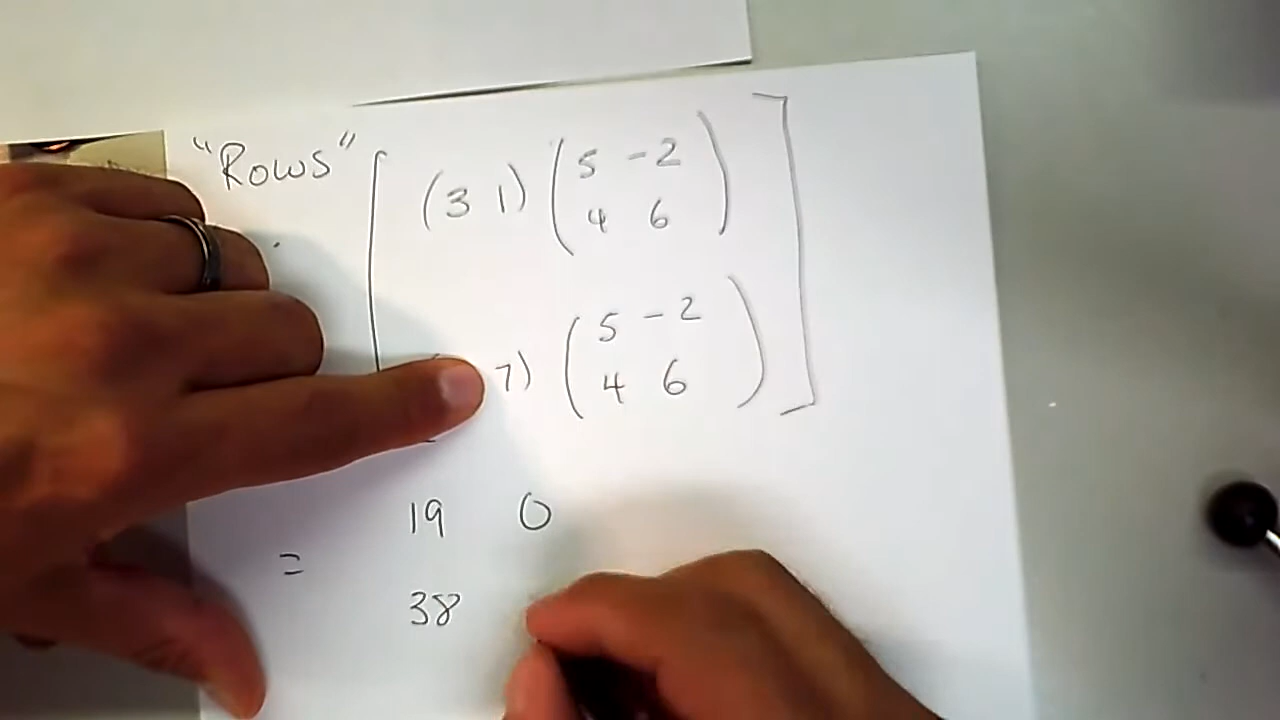 "Rows"
(3 1) (5 -2
4 6)
7) (5 -2
4 6)
19 0
=
38